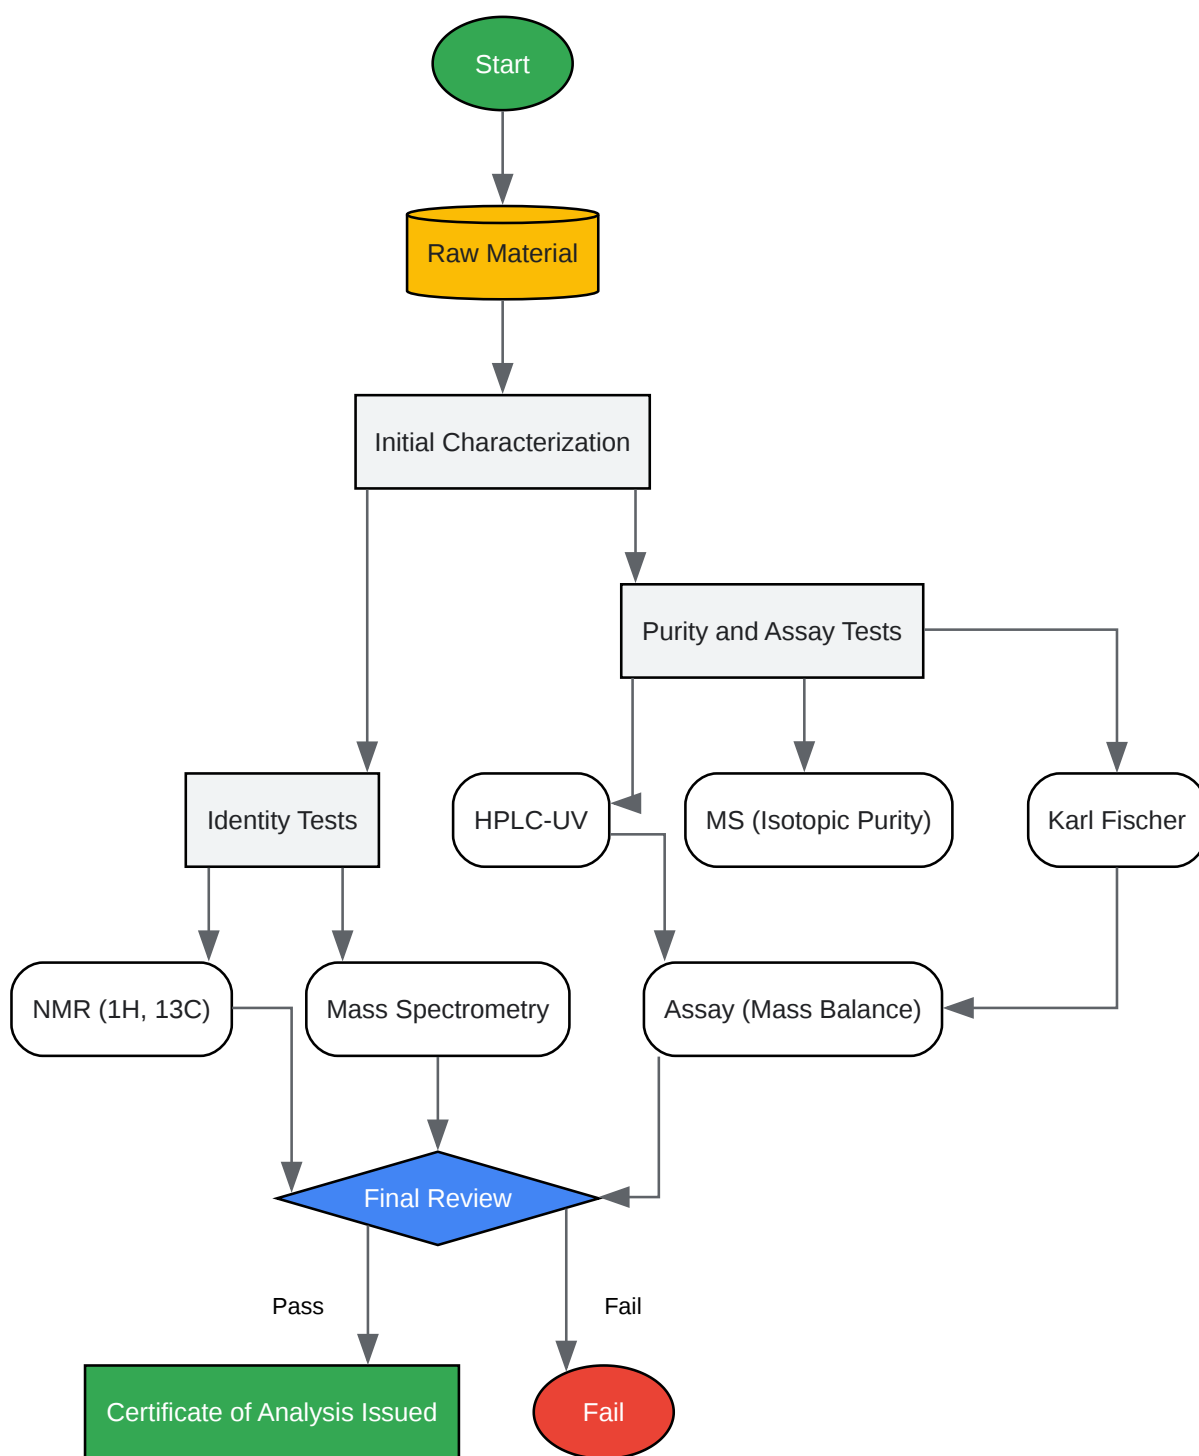 Start
Raw Material
Initial Characterization
Purity and Assay Tests
Identity Tests
HPLC-UV
MS (Isotopic Purity)
Karl Fischer
NMR (1H, 13C)
Mass Spectrometry
Assay (Mass Balance)
Final Review
Pass
Fail
Certificate of Analysis Issued
Fail